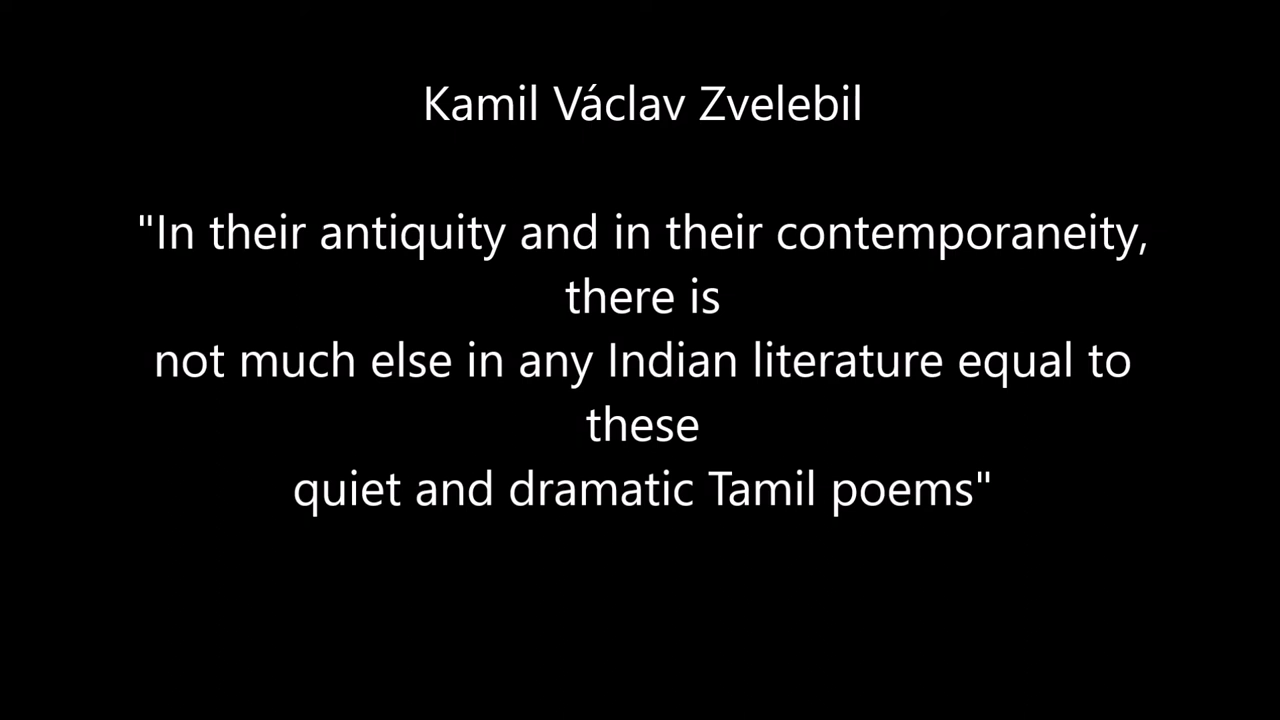 Kamil Václav Zvelebil
"In their antiquity and in their contemporaneity,
there is
not much else in any Indian literature equal to
these
quiet and dramatic Tamil poems"